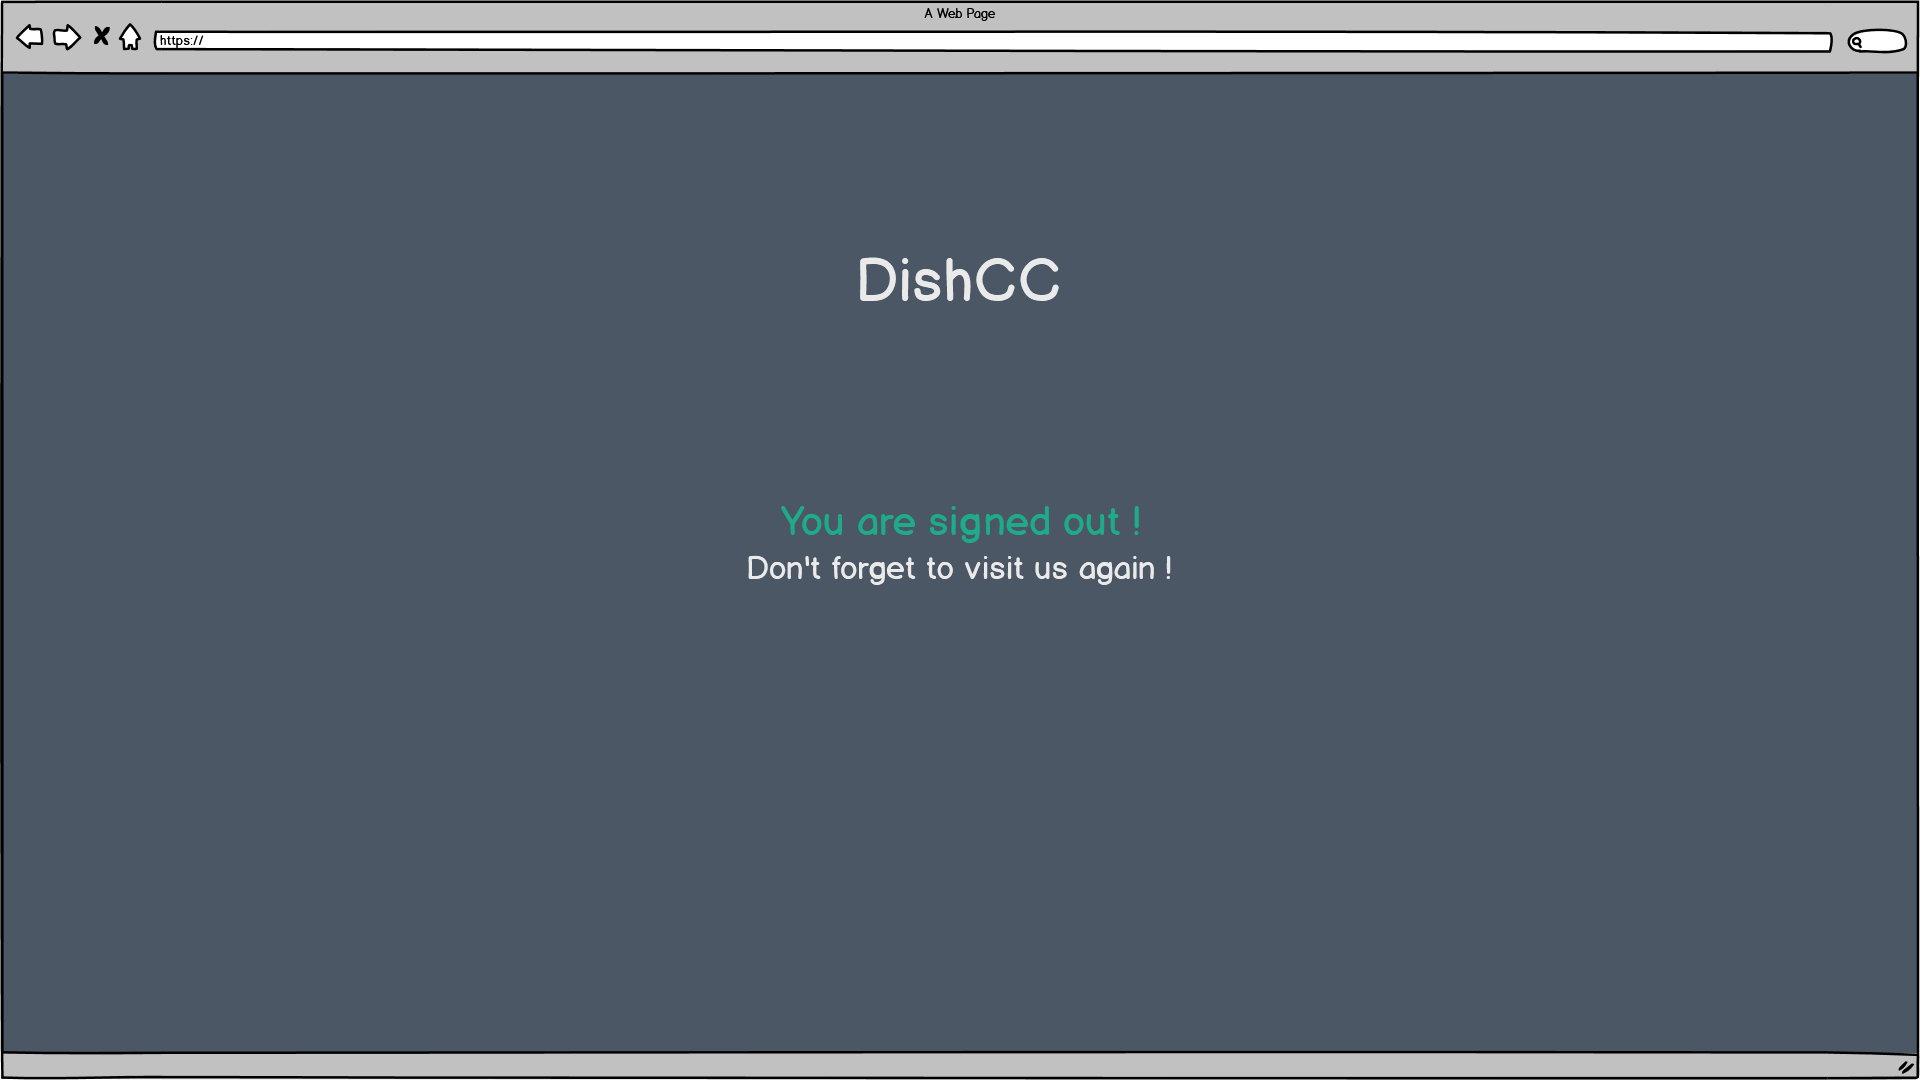 A Web Page
https://
DishCC
You are signed out !
Don't forget to visit us again !